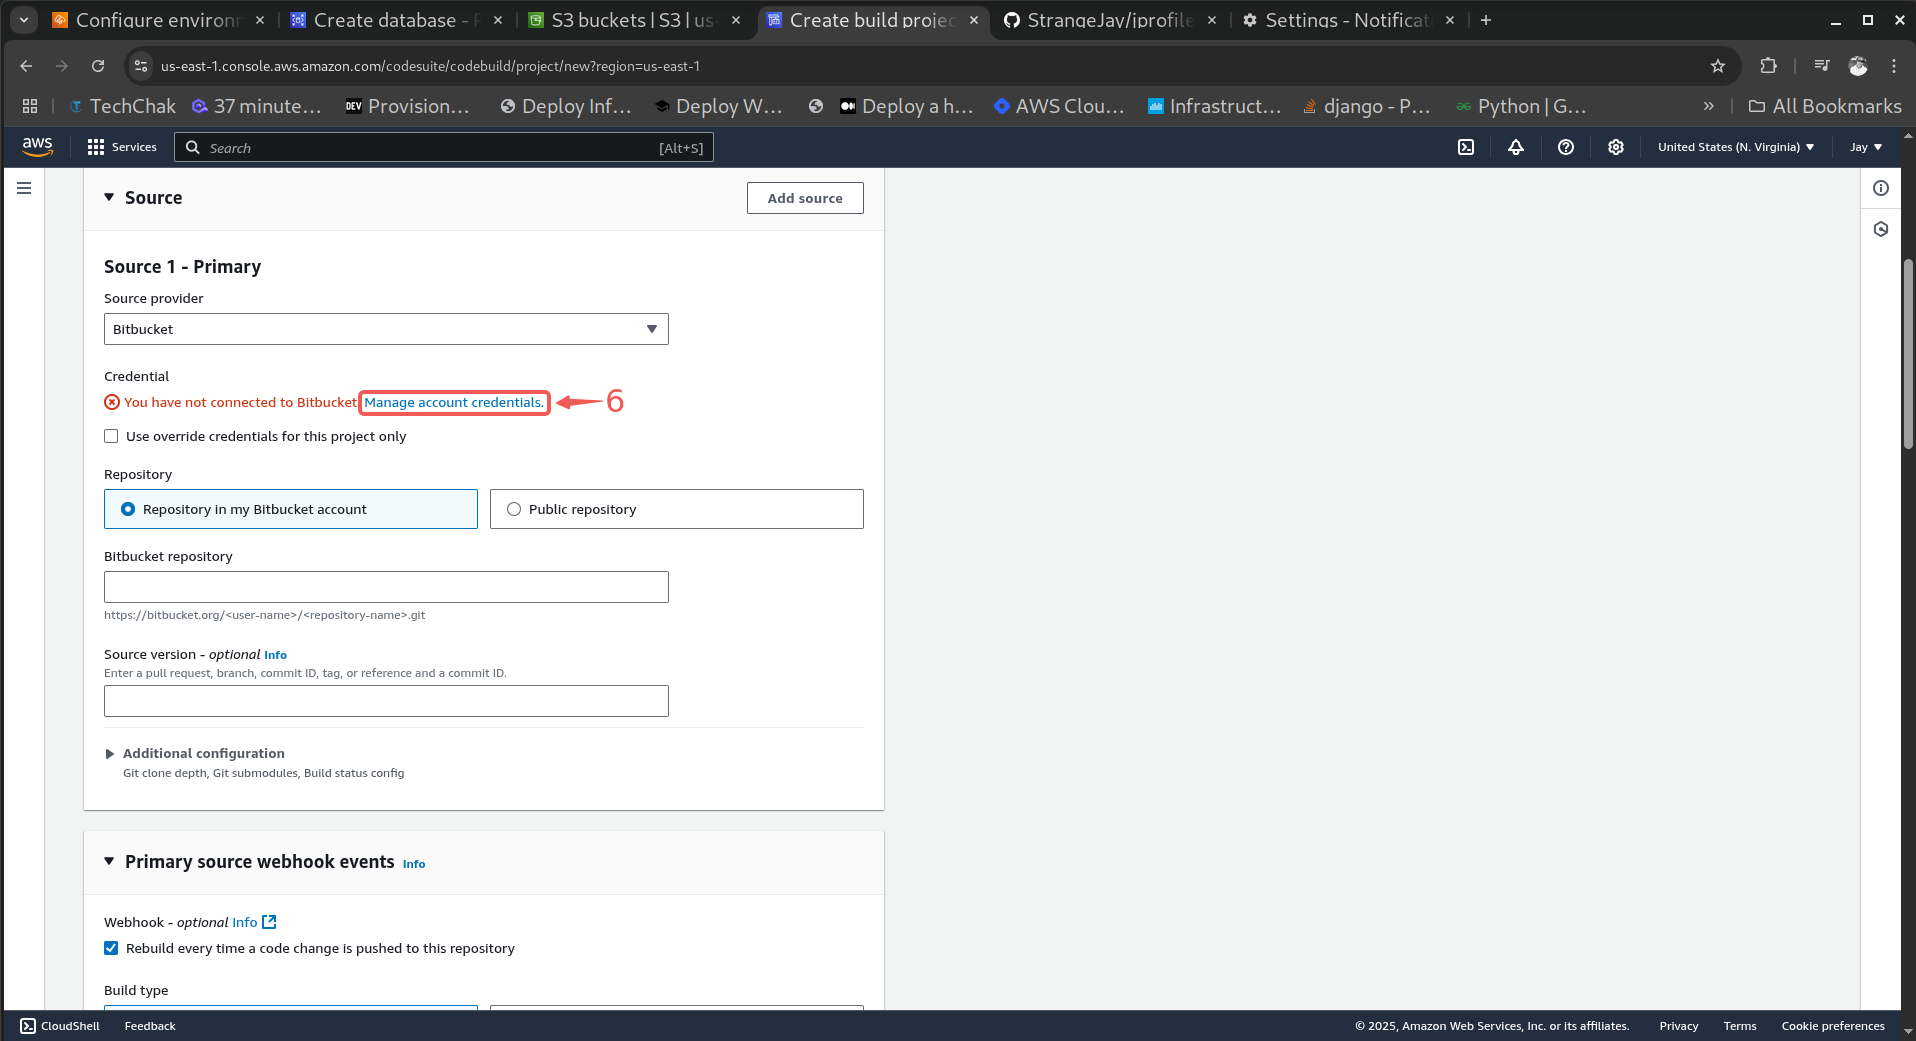 Configure environ
Create database - 
S3 buckets | S3 | us-
Create build projec
StrangeJay/jprofile
Settings - Notificat
us-east-1.console.aws.amazon.com/codesuite/codebuild/project/new?region=us-east-1
TechChak
37 minute...
DEV Provision...
Deploy Inf...
Deploy W...
Deploy a h...
AWS Clou...
Infrastruct...
django - P...
Python | G...
»
All Bookmarks
aws
Services
Search
[Alt+S]
United States (N. Virginia)
Jay
Source
Add source
Source 1 - Primary
Source provider
Bitbucket
Credential
You have not connected to Bitbucket Manage account credentials. 6
Use override credentials for this project only
Repository
Repository in my Bitbucket account
Public repository
Bitbucket repository
https://bitbucket.org/<user-name>/<repository-name>.git
Source version - optional Info
Enter a pull request, branch, commit ID, tag, or reference and a commit ID.
Additional configuration
Git clone depth, Git submodules, Build status config
Primary source webhook events Info
Webhook - optional Info
Rebuild every time a code change is pushed to this repository
Build type
CloudShell
Feedback
© 2025, Amazon Web Services, Inc. or its affiliates.
Privacy
Terms
Cookie preferences